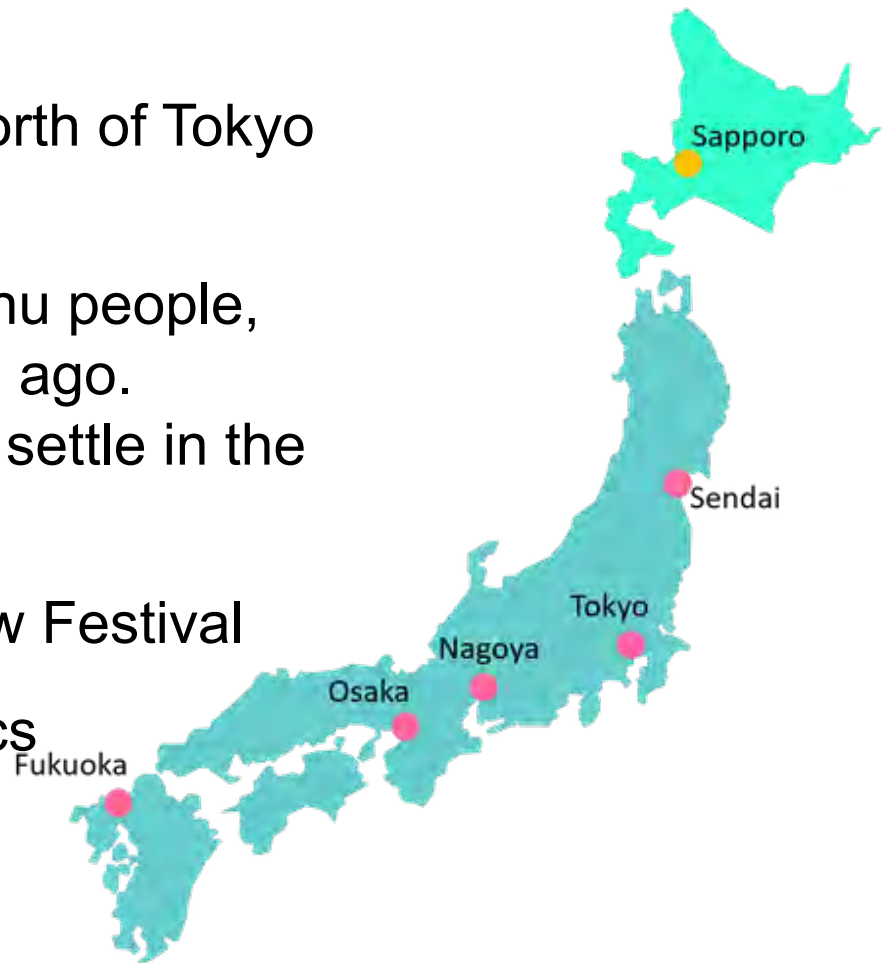 orth of Tokyo
nu people,
ago.
settle in the
w Festival
cs
Sapporo
Sendai
Tokyo
Nagoya
Osaka
Fukuoka